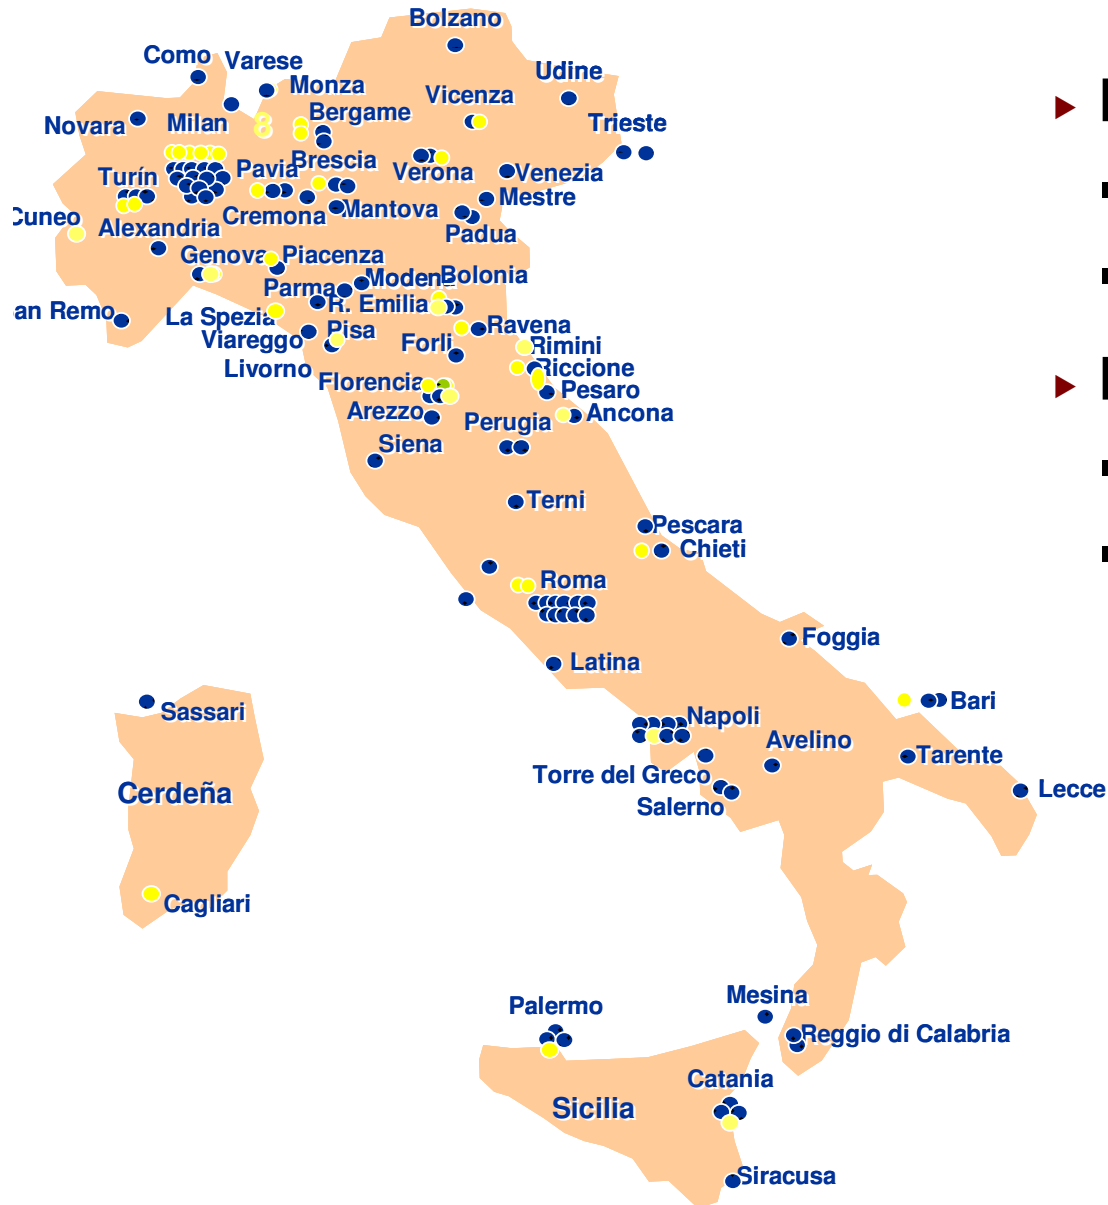 Bolzano
Como
Varese
Udine
Monza
Vicenza
Bergame
Novara
Milan
Trieste
Brescia
Pavia
Verona
Venezia
Turín
Mestre
Cuneo
Cremona
Mantova
Alexandria
Padua
Genova
Piacenza
Moden
Bolonia
Parma
R. Emilia
an Remo
La Spezia
Ravena
Pisa
Viareggo
Forli
Rimini
Livorno
Riccione
Florencia
Pesaro
Arezzo
Ancona
Perugia
Siena
Terni
Pescara
Chieti
Roma
Foggia
Latina
Bari
Sassari
Napoli
Avelino
Tarente
Torre del Greco
Cerdeña
Lecce
Salerno
Cagliari
Mesina
Palermo
Reggio di Calabria
Catania
Sicilia
Siracusa